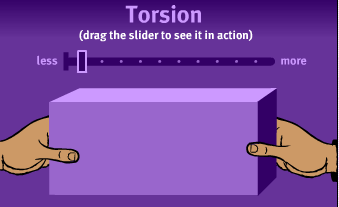 Torsion
(drag the slider to see it in action)
less more